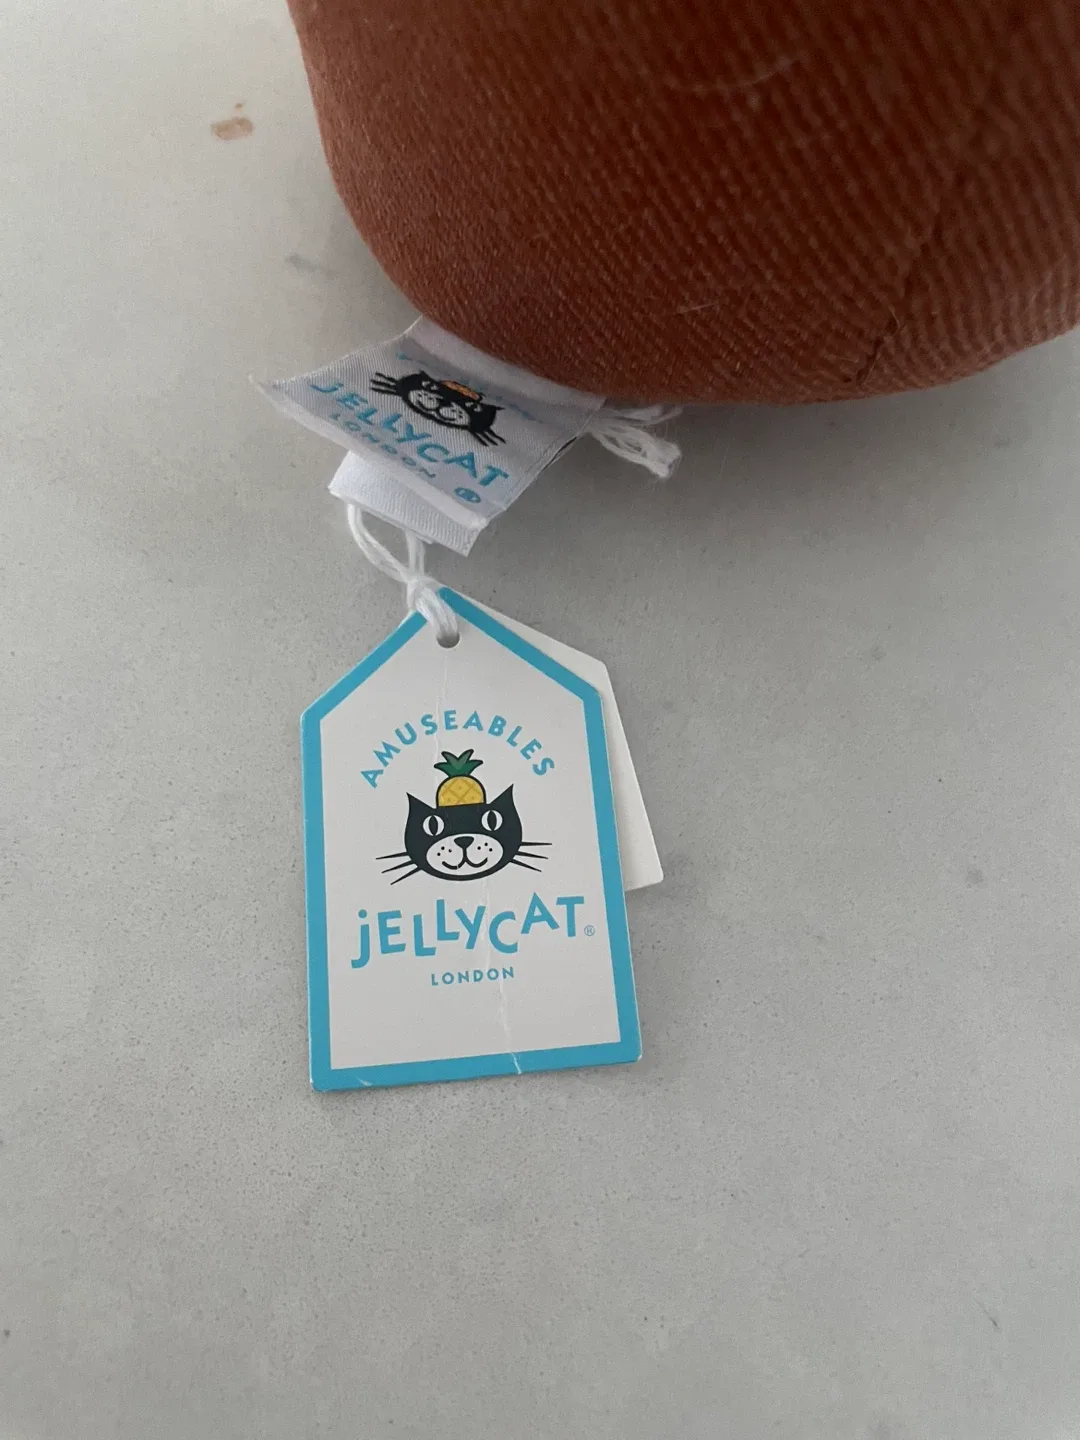 jELLYCAT
LONDON
®
AMUSEABLES
jELLYCAT®
LONDON